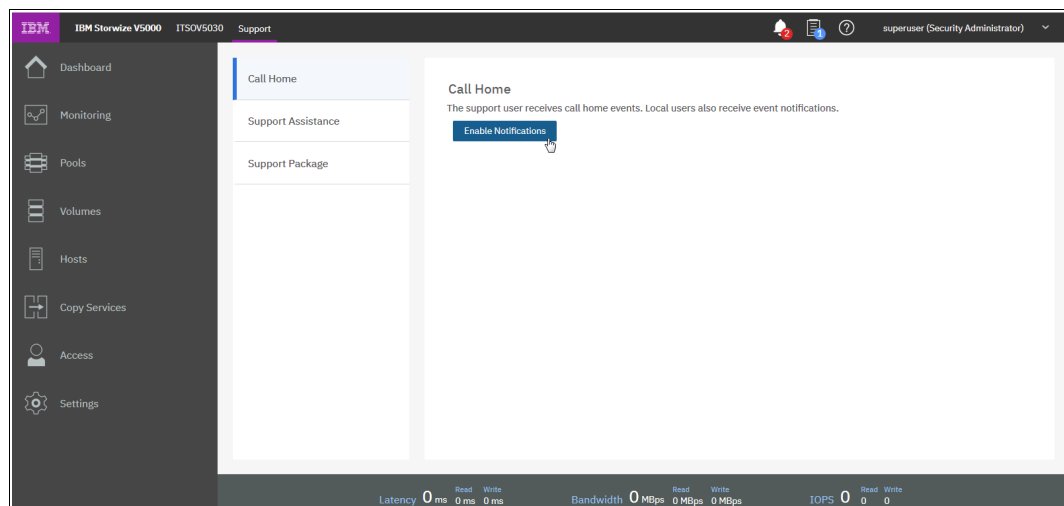 IBM IBM Storwize V5000 ITSOV5030 Support 2 1 ? superuser (Security Administrator)
Dashboard
Monitoring
Pools
Volumes
Hosts
Copy Services
Access
Settings
Call Home
Support Assistance
Support Package
Call Home
The support user receives call home events. Local users also receive event notifications.
Enable Notifications
Latency 0 ms Read 0 ms Write 0 ms Bandwidth 0 MBps Read 0 MBps Write 0 MBps IOPS 0 Read 0 Write 0